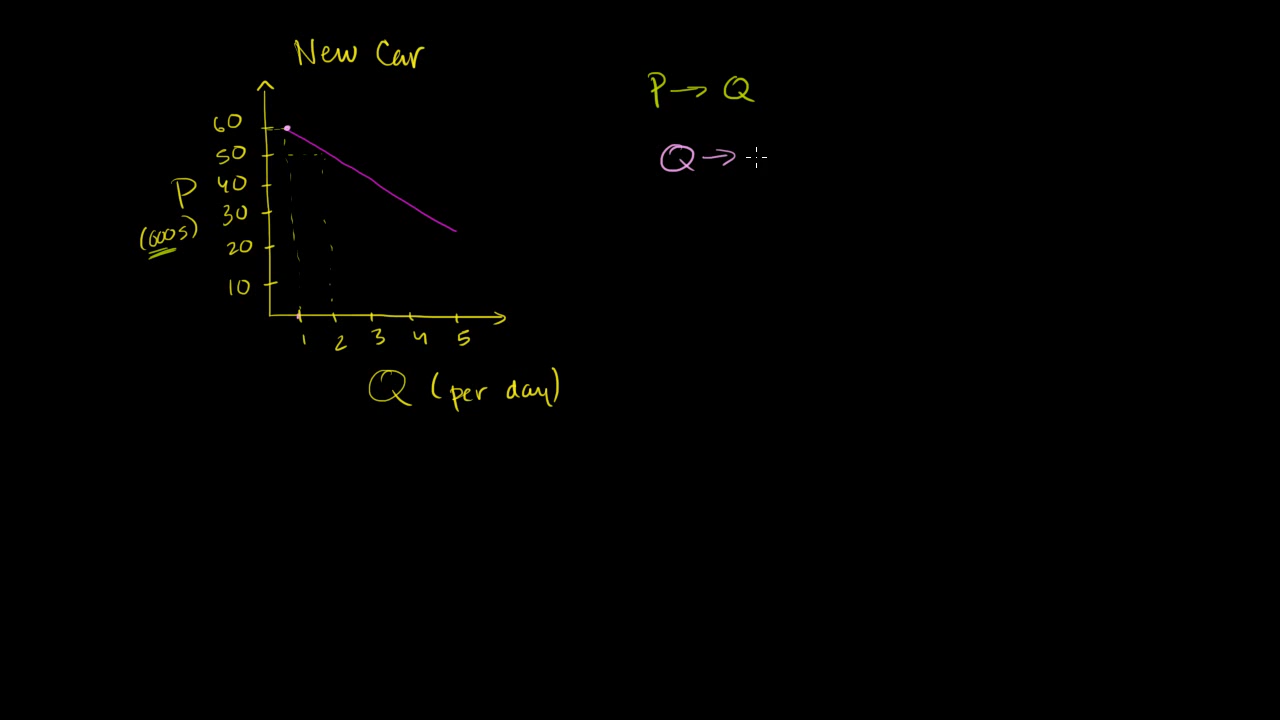 New Car
P → Q
60
50
Q →
P
40
30
(000s)
20
10
1 2 3 4 5
Q (per day)